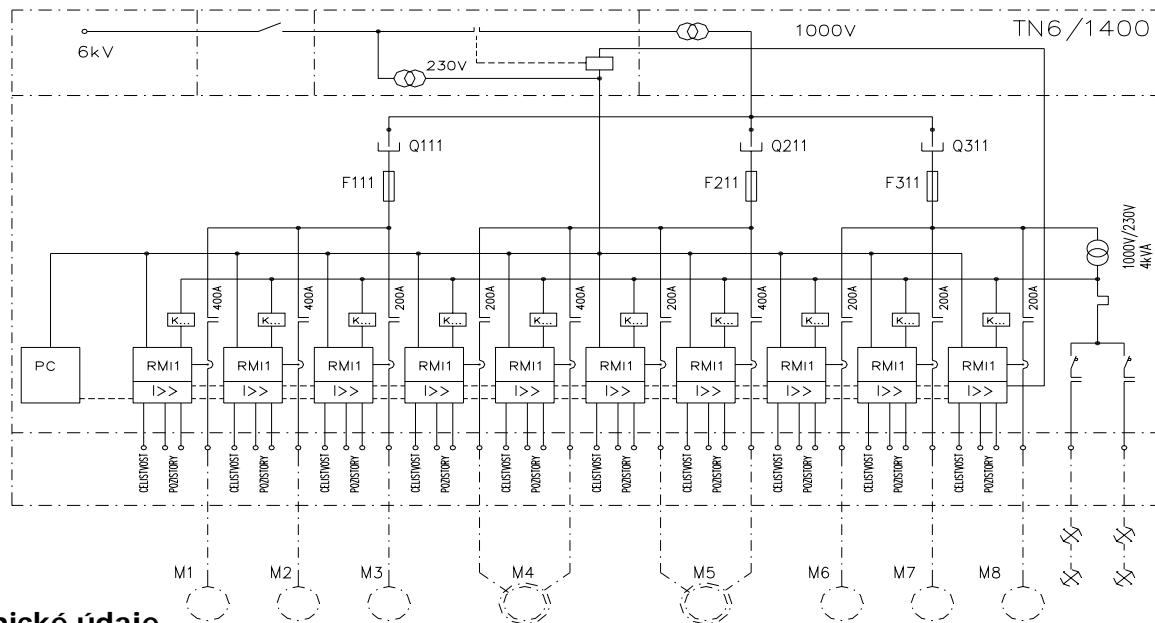 TN6/1400
6kV
230V
1000V
Q111
Q211
Q311
F111
F211
F311
1000V/230V
4kVA
400A
400A
200A
200A
200A
200A
400A
200A
200A
200A
K...
K...
K...
K...
K...
K...
K...
K...
K...
K...
PC
RMI1
RMI1
RMI1
RMI1
RMI1
RMI1
RMI1
RMI1
RMI1
RMI1
I>>
I>>
I>>
I>>
I>>
I>>
I>>
I>>
I>>
I>>
CELISTVOST
POZISTORY
CELISTVOST
POZISTORY
CELISTVOST
POZISTORY
CELISTVOST
POZISTORY
CELISTVOST
POZISTORY
CELISTVOST
POZISTORY
CELISTVOST
POZISTORY
CELISTVOST
POZISTORY
CELISTVOST
POZISTORY
CELISTVOST
POZISTORY
M1
M2
M3
M4
M5
M6
M7
M8
údaje